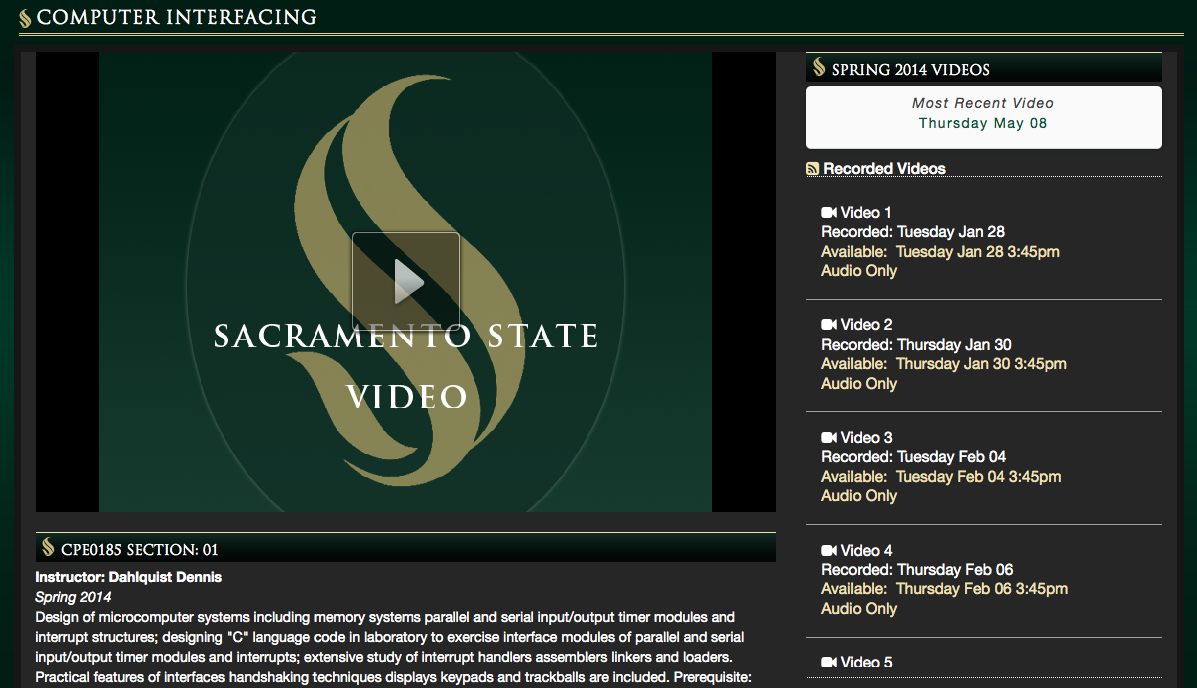 COMPUTER INTERFACING
SACRAMENTO STATE
VIDEO
CPE0185 SECTION: 01
Instructor: Dahlquist Dennis
Spring 2014
Design of microcomputer systems including memory systems parallel and serial input/output timer modules and
interrupt structures; designing "C" language code in laboratory to exercise interface modules of parallel and serial
input/output timer modules and interrupts; extensive study of interrupt handlers assemblers linkers and loaders.
Practical features of interfaces handshaking techniques displays keypads and trackballs are included. Prerequisite:
SPRING 2014 VIDEOS
Most Recent Video
Thursday May 08
Recorded Videos
Video 1
Recorded: Tuesday Jan 28
Available: Tuesday Jan 28 3:45pm
Audio Only
Video 2
Recorded: Thursday Jan 30
Available: Thursday Jan 30 3:45pm
Audio Only
Video 3
Recorded: Tuesday Feb 04
Available: Tuesday Feb 04 3:45pm
Audio Only
Video 4
Recorded: Thursday Feb 06
Available: Thursday Feb 06 3:45pm
Audio Only
Video 5